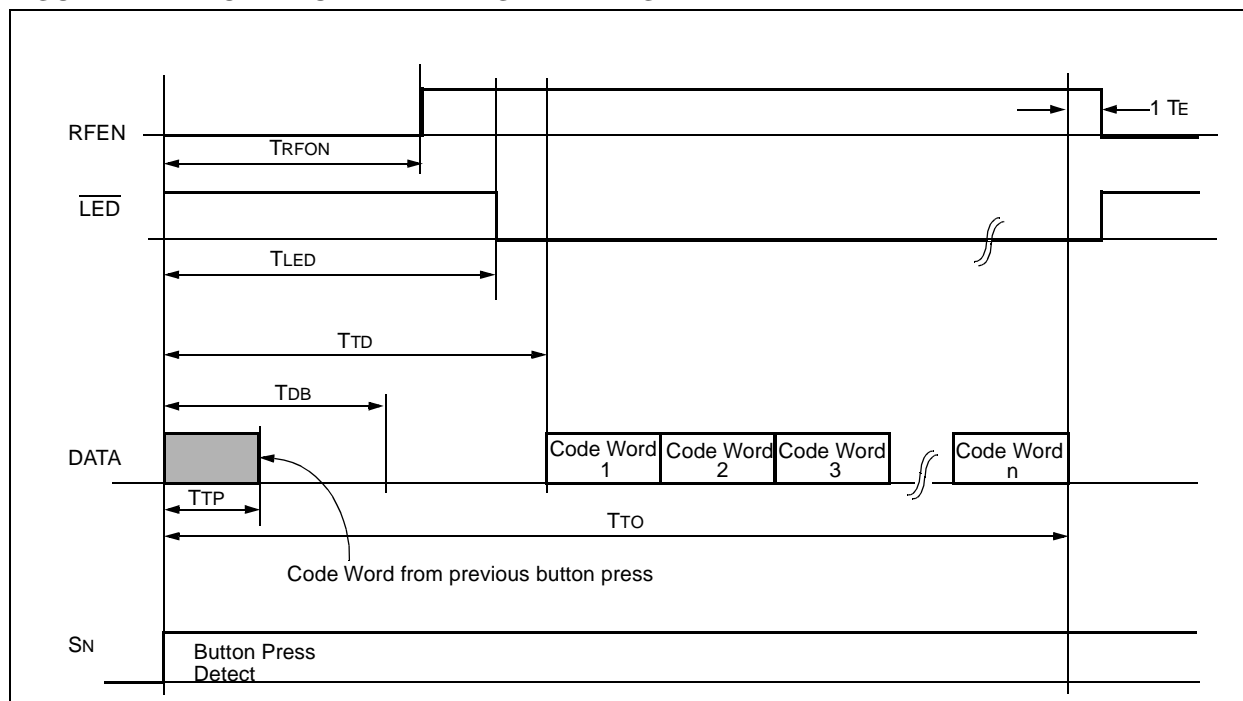 RFEN
1 TE
TRFON
LED
TLED
TTD
TDB
DATA
Code Word 1
Code Word 2
Code Word 3
Code Word n
TTP
TTO
Code Word from previous button press
SN
Button Press
Detect